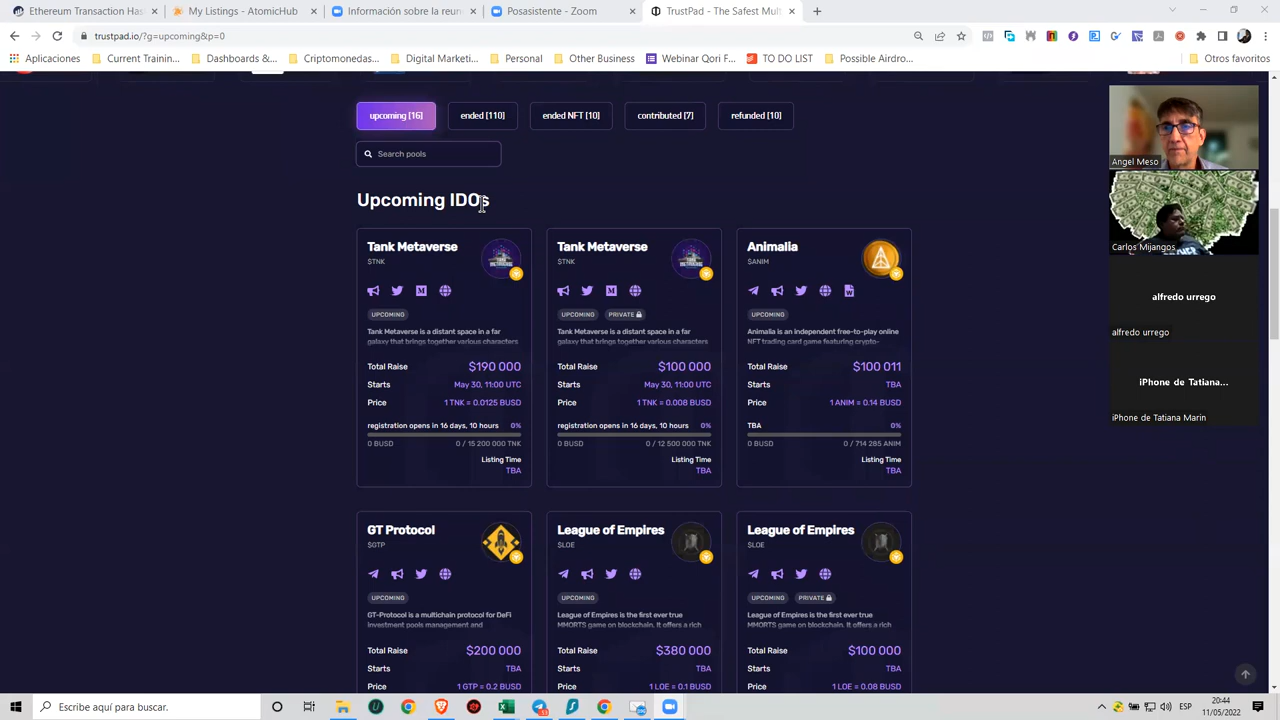 Ethereum Transaction Has
My Listings - AtomicHub
Información sobre la reun
Posasistente - Zoom
TrustPad - The Safest Mult
trustpad.io/?g=upcoming&p=0
Aplicaciones
Current Trainin...
Dashboards &...
Criptomonedas...
Digital Marketi...
Personal
Other Business
Webinar Qori F...
TO DO LIST
Possible Airdro...
Otros favoritos
upcoming [16]
ended [110]
ended NFT [10]
contributed [7]
refunded [10]
Search pools
Upcoming IDOs
Tank Metaverse
$TNK
UPCOMING
Tank Metaverse is a distant space in a far
galaxy that brings together various characters
Total Raise $190 000
Starts May 30, 11:00 UTC
Price 1 TNK = 0.0125 BUSD
registration opens in 16 days, 10 hours 0%
0 BUSD 0 / 15 200 000 TNK
Listing Time
TBA
Tank Metaverse
$TNK
UPCOMING PRIVATE
Tank Metaverse is a distant space in a far
galaxy that brings together various characters
Total Raise $100 000
Starts May 30, 11:00 UTC
Price 1 TNK = 0.008 BUSD
registration opens in 16 days, 10 hours 0%
0 BUSD 0 / 12 500 000 TNK
Listing Time
TBA
Animalia
$ANIM
UPCOMING
Animalia is an independent free-to-play online
NFT trading card game featuring crypto-
Total Raise $100 011
Starts TBA
Price 1 ANIM = 0.14 BUSD
TBA 0%
0 BUSD 0 / 714 285 ANIM
Listing Time
TBA
GT Protocol
$GTP
UPCOMING
GT-Protocol is a multichain protocol for DeFi
investment pools management and
Total Raise $200 000
Starts TBA
Price 1 GTP = 0.2 BUSD
League of Empires
$LOE
UPCOMING
League of Empires is the first ever true
MMORTS game on blockchain. It offers a rich
Total Raise $380 000
Starts TBA
Price 1 LOE = 0.1 BUSD
League of Empires
$LOE
UPCOMING PRIVATE
League of Empires is the first ever true
MMORTS game on blockchain. It offers a rich
Total Raise $100 000
Starts TBA
Price 1 LOE = 0.08 BUSD
Angel Meso
Carlos Mijangos
alfredo urrego
alfredo urrego
iPhone de Tatiana...
iPhone de Tatiana Marin
Escribe aquí para buscar.
ESP
20:44
11/05/2022